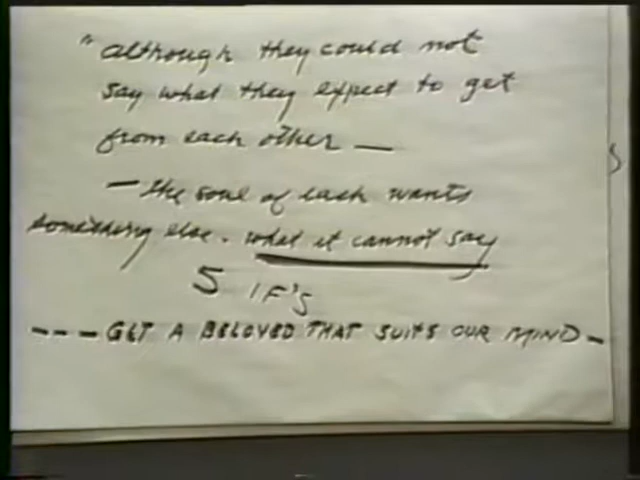 "although they could not
say what they expect to get
from each other —
— the soul of each wants
something else. what it cannot say
5 IF'S
---- GET A BELOVED THAT SUITS OUR MIND -